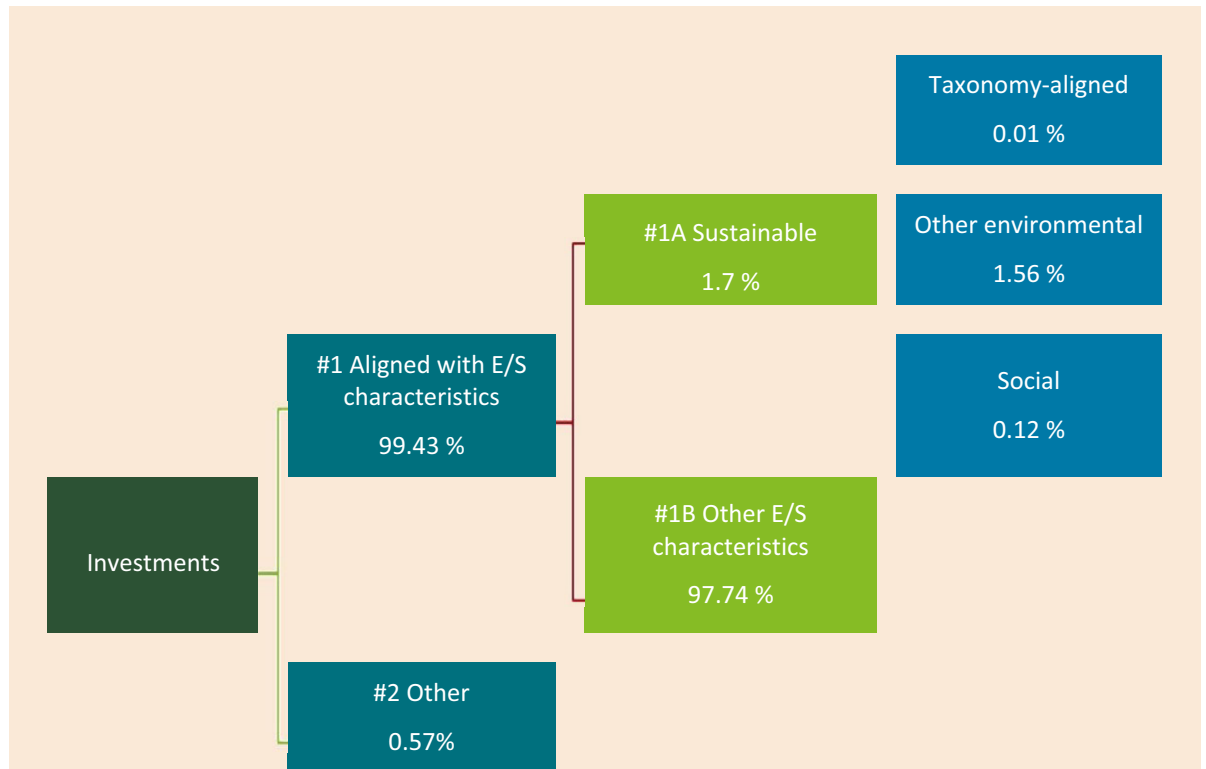 Taxonomy-aligned
0.01 %
#1A Sustainable
1.7 %
Other environmental
1.56 %
#1 Aligned with E/S
characteristics
99.43 %
Social
0.12 %
Investments
#1B Other E/S
characteristics
97.74 %
#2 Other
0.57%